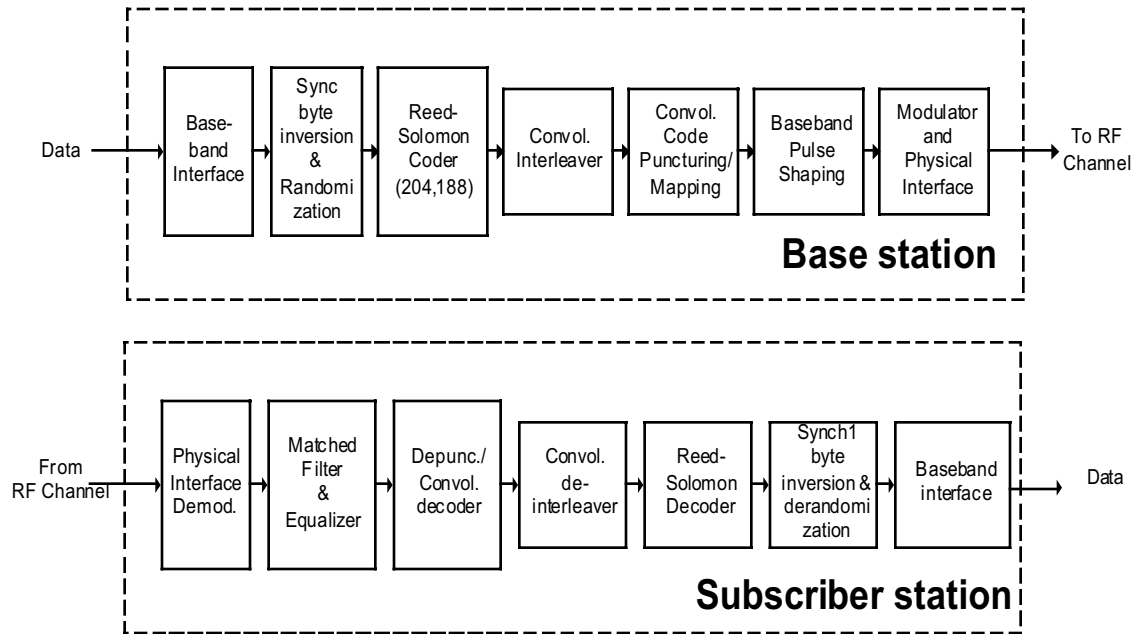 Data
Base-
band
Interface
Sync
byte
inversion
&
Randomi
zation
Reed-
Solomon
Coder
(204,188)
Convol.
Interleaver
Convol.
Code
Puncturing/
Mapping
Baseband
Pulse
Shaping
Modulator
and
Physical
Interface
To RF
Channel
Base station
From
RF Channel
Physical
Interface
Demod.
Matched
Filter
&
Equalizer
Depunc./
Convol.
decoder
Convol.
de-
interleaver
Reed-
Solomon
Decoder
Synch1
byte
inversion &
derandomi
zation
Baseband
interface
Data
Subscriber station